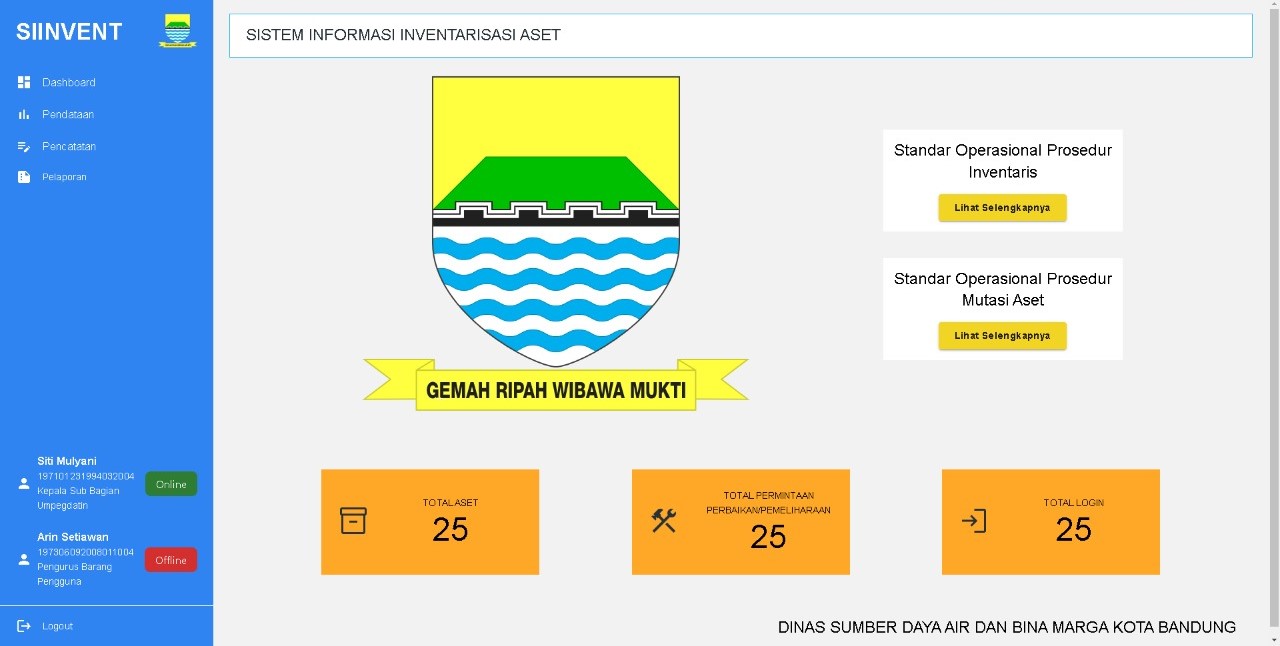 SIINVENT
Dashboard
Pendataan
Pencatatan
Pelaporan
Siti Mulyani
197101231994032004
Kepala Sub Bagian
Umpegdatin
Online
Arin Setiawan
197306092008011004
Pengurus Barang
Pengguna
Offline
Logout
SISTEM INFORMASI INVENTARISASI ASET
GEMAH RIPAH WIBAWA MUKTI
Standar Operasional Prosedur
Inventaris
Lihat Selengkapnya
Standar Operasional Prosedur
Mutasi Aset
Lihat Selengkapnya
TOTAL ASET
25
TOTAL PERMINTAAN
PERBAIKAN/PEMELIHARAAN
25
TOTAL LOGIN
25
DINAS SUMBER DAYA AIR DAN BINA MARGA KOTA BANDUNG